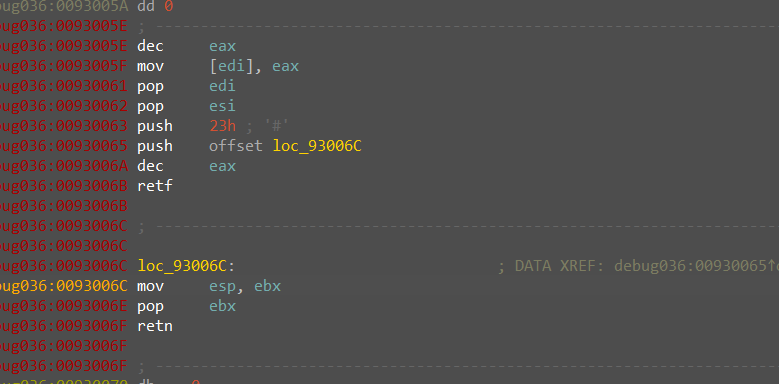 bug036:0093005A dd 0
bug036:0093005E ; ---------------------------------------------------------------------------
bug036:0093005E dec     eax
bug036:0093005F mov     [edi], eax
bug036:00930061 pop     edi
bug036:00930062 pop     esi
bug036:00930063 push    23h ; '#'
bug036:00930065 push    offset loc_93006C
bug036:0093006A dec     eax
bug036:0093006B retf
bug036:0093006B
bug036:0093006C ; ---------------------------------------------------------------------------
bug036:0093006C
bug036:0093006C loc_93006C:                             ; DATA XREF: debug036:00930065↑
bug036:0093006C mov     esp, ebx
bug036:0093006E pop     ebx
bug036:0093006F retn
bug036:0093006F
bug036:0093006F ; ---------------------------------------------------------------------------